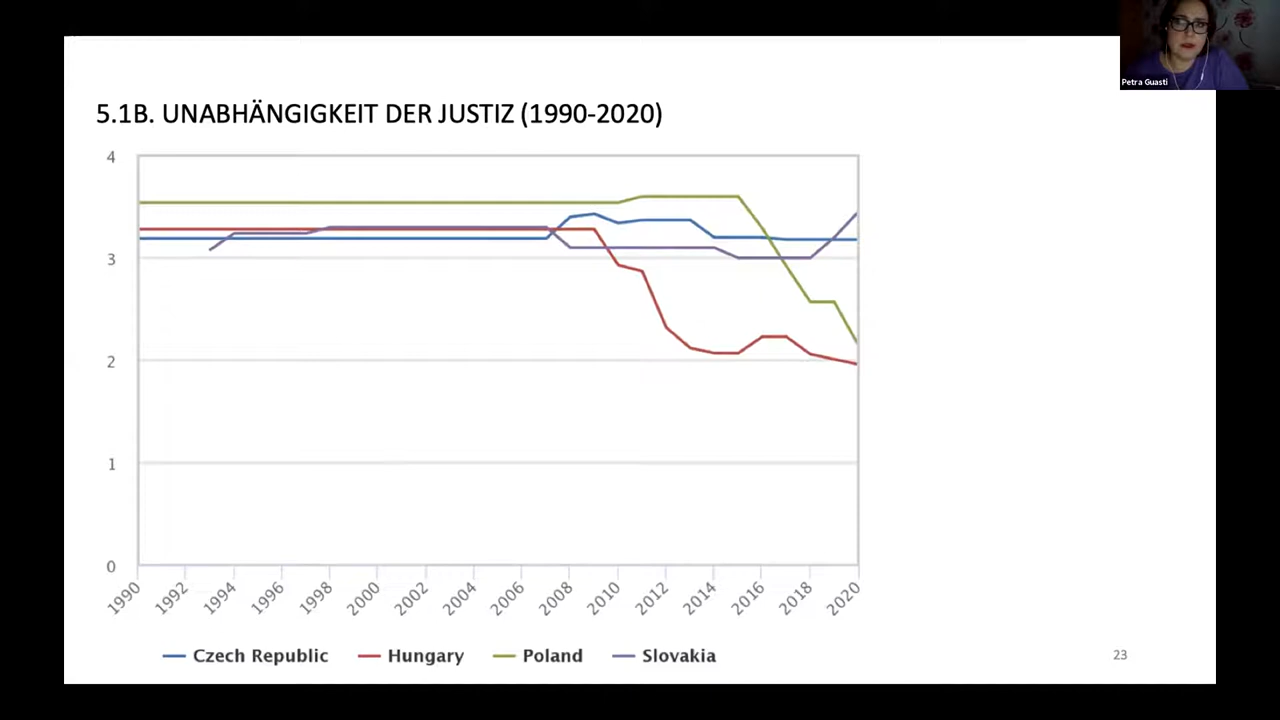 Petra Guasti
5.1B. UNABHÄNGIGKEIT DER JUSTIZ (1990-2020)
4
3
2
1
0
1990 1992 1994 1996 1998 2000 2002 2004 2006 2008 2010 2012 2014 2016 2018 2020
Czech Republic Hungary Poland Slovakia
23